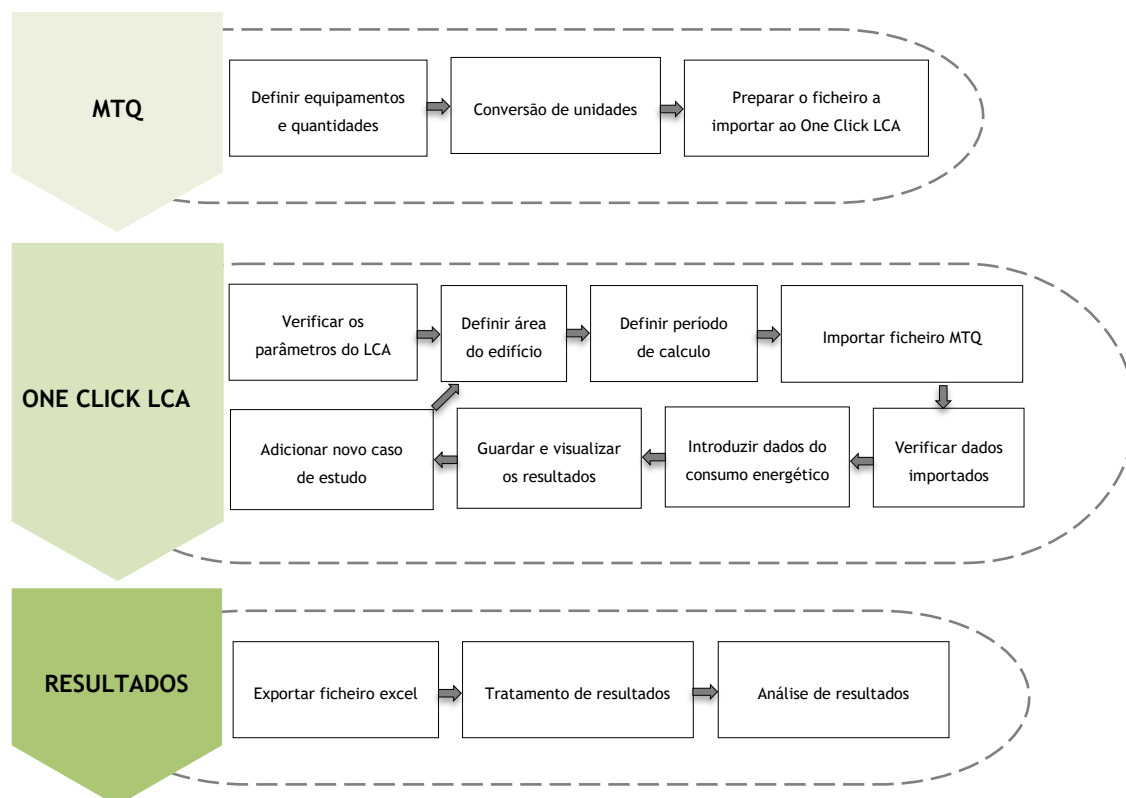 MTQ
Definir equipamentos
e quantidades
Conversão de unidades
Preparar o ficheiro a
importar ao One Click LCA
ONE CLICK LCA
Verificar os
parâmetros do LCA
Definir área
do edifício
Definir período
de calculo
Importar ficheiro MTQ
Verificar dados
importados
Introduzir dados do
consumo energético
Guardar e visualizar
os resultados
Adicionar novo caso
de estudo
RESULTADOS
Exportar ficheiro excel
Tratamento de resultados
Análise de resultados